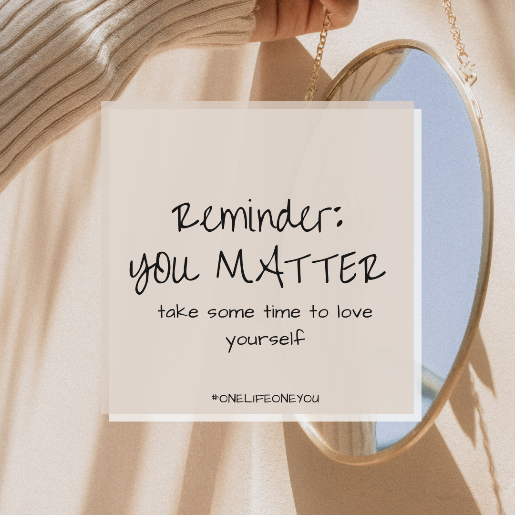 Reminder:
YOU MATTER
take some time to love
yourself
#ONELIFEONEYOU